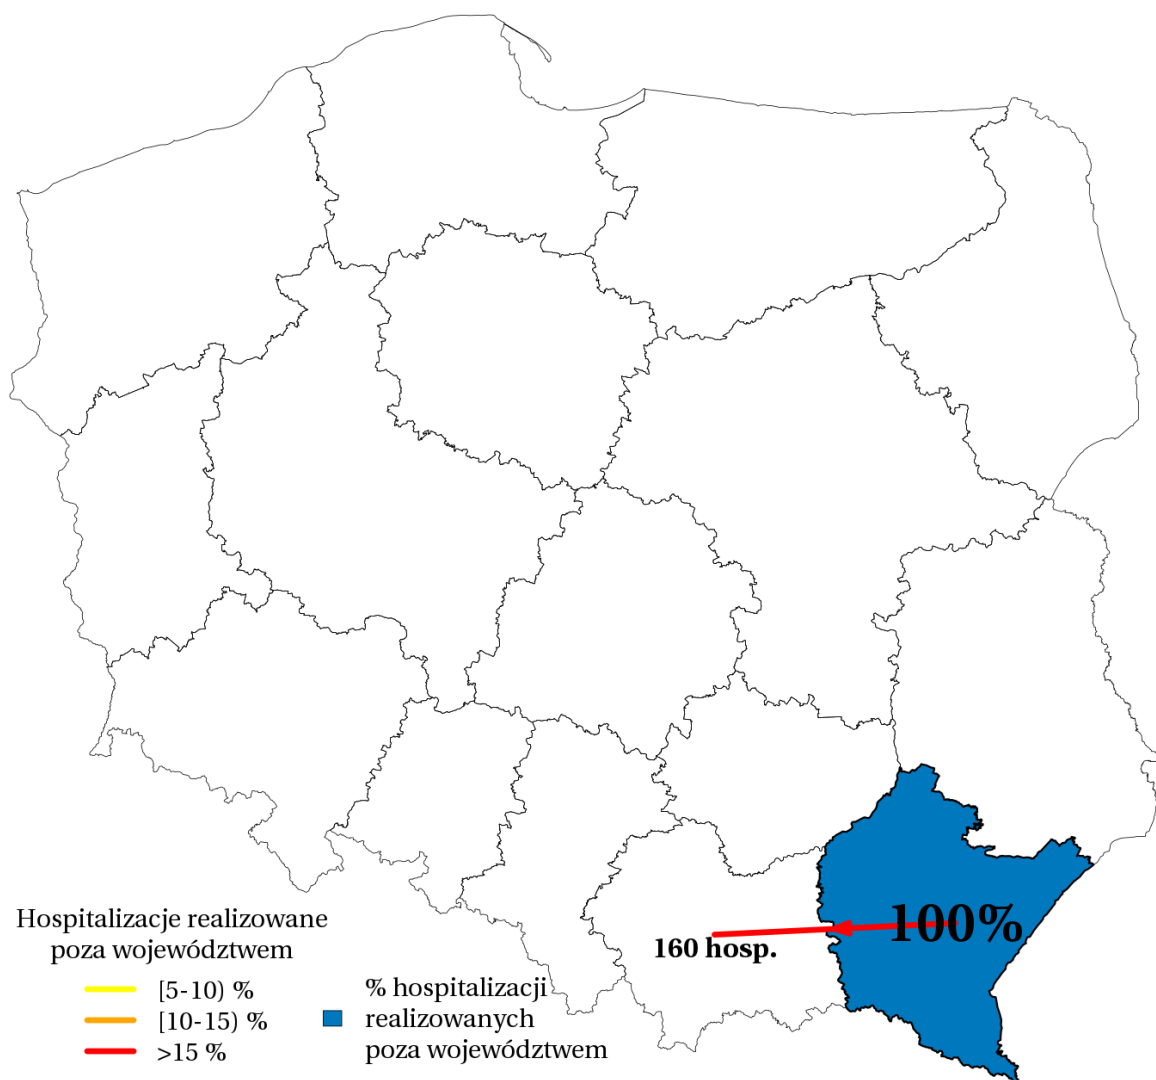 100%
160 hosp.
Hospitalizacje realizowane
poza województwem
[5-10) %
[10-15) %
>15 %
% hospitalizacji
realizowanych
poza województwem